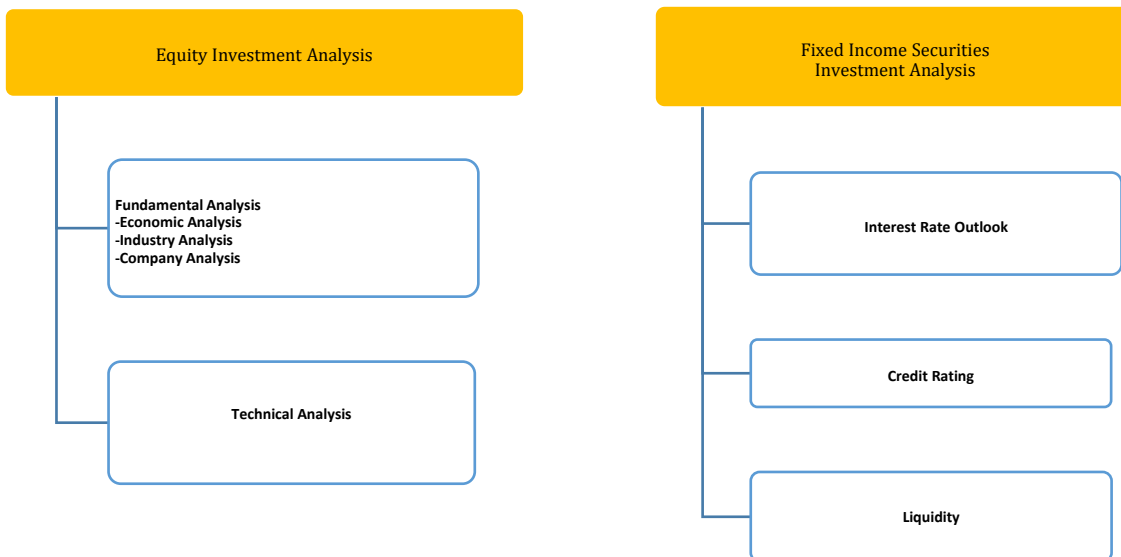 Equity Investment Analysis
Fundamental Analysis
-Economic Analysis
-Industry Analysis
-Company Analysis
Technical Analysis
Fixed Income Securities
Investment Analysis
Interest Rate Outlook
Credit Rating
Liquidity